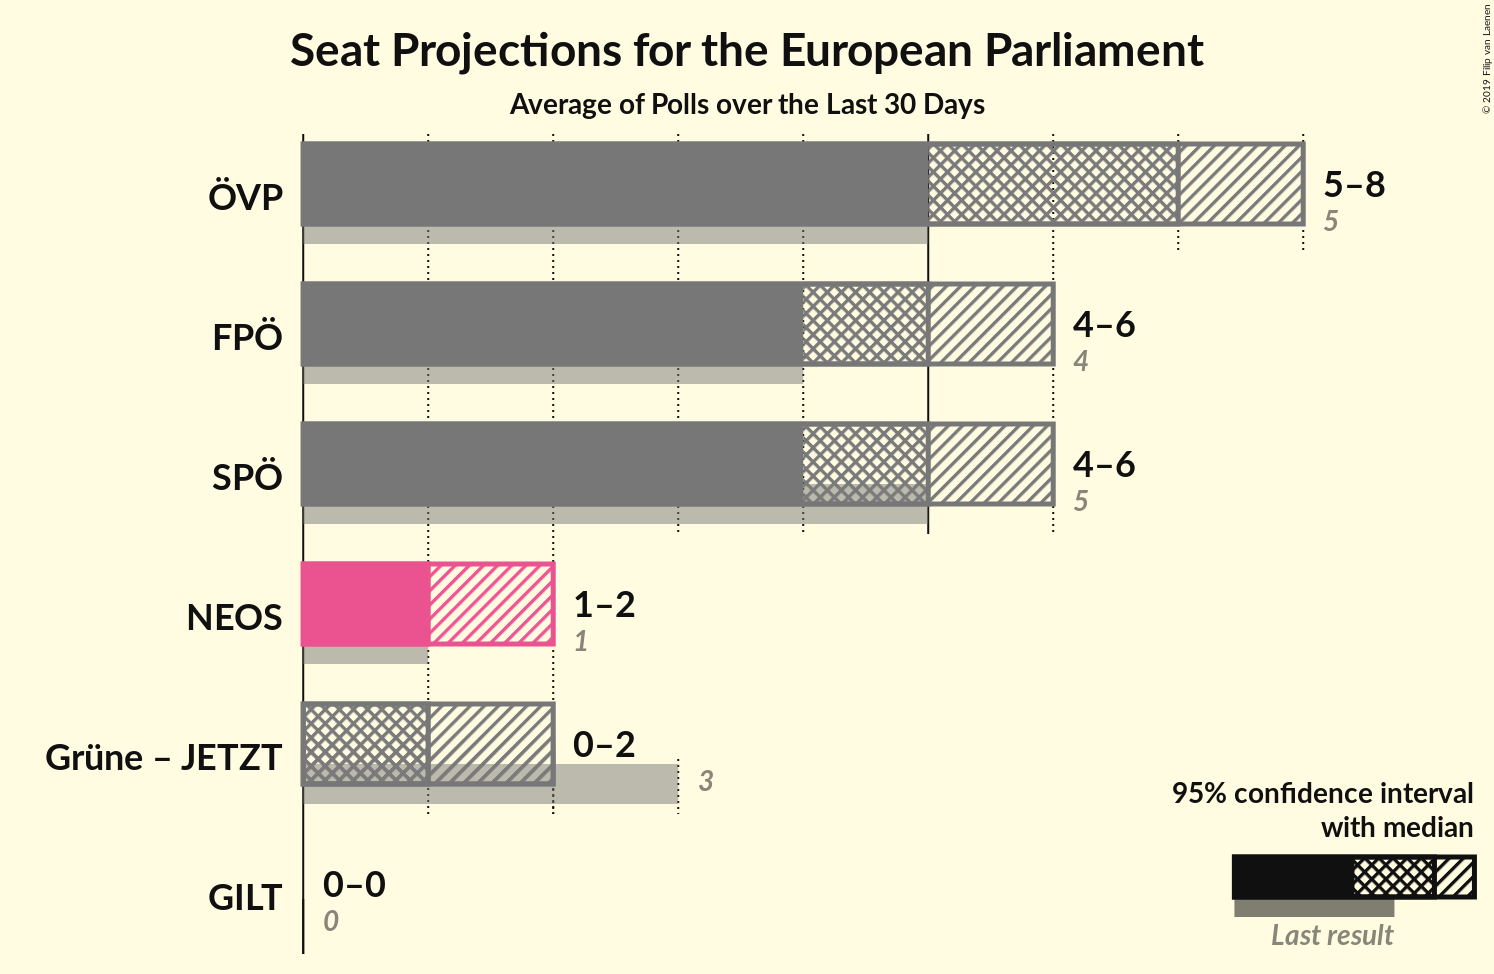 Seat Projections for the European Parliament
Average of Polls over the Last 30 Days
© 2019 Filip van Laenen
ÖVP
5–8
5
FPÖ
4–6
4
SPÖ
4–6
5
NEOS
1–2
1
Grüne – JETZT
0–2
3
GILT
0–0
0
95% confidence interval
with median
Last result